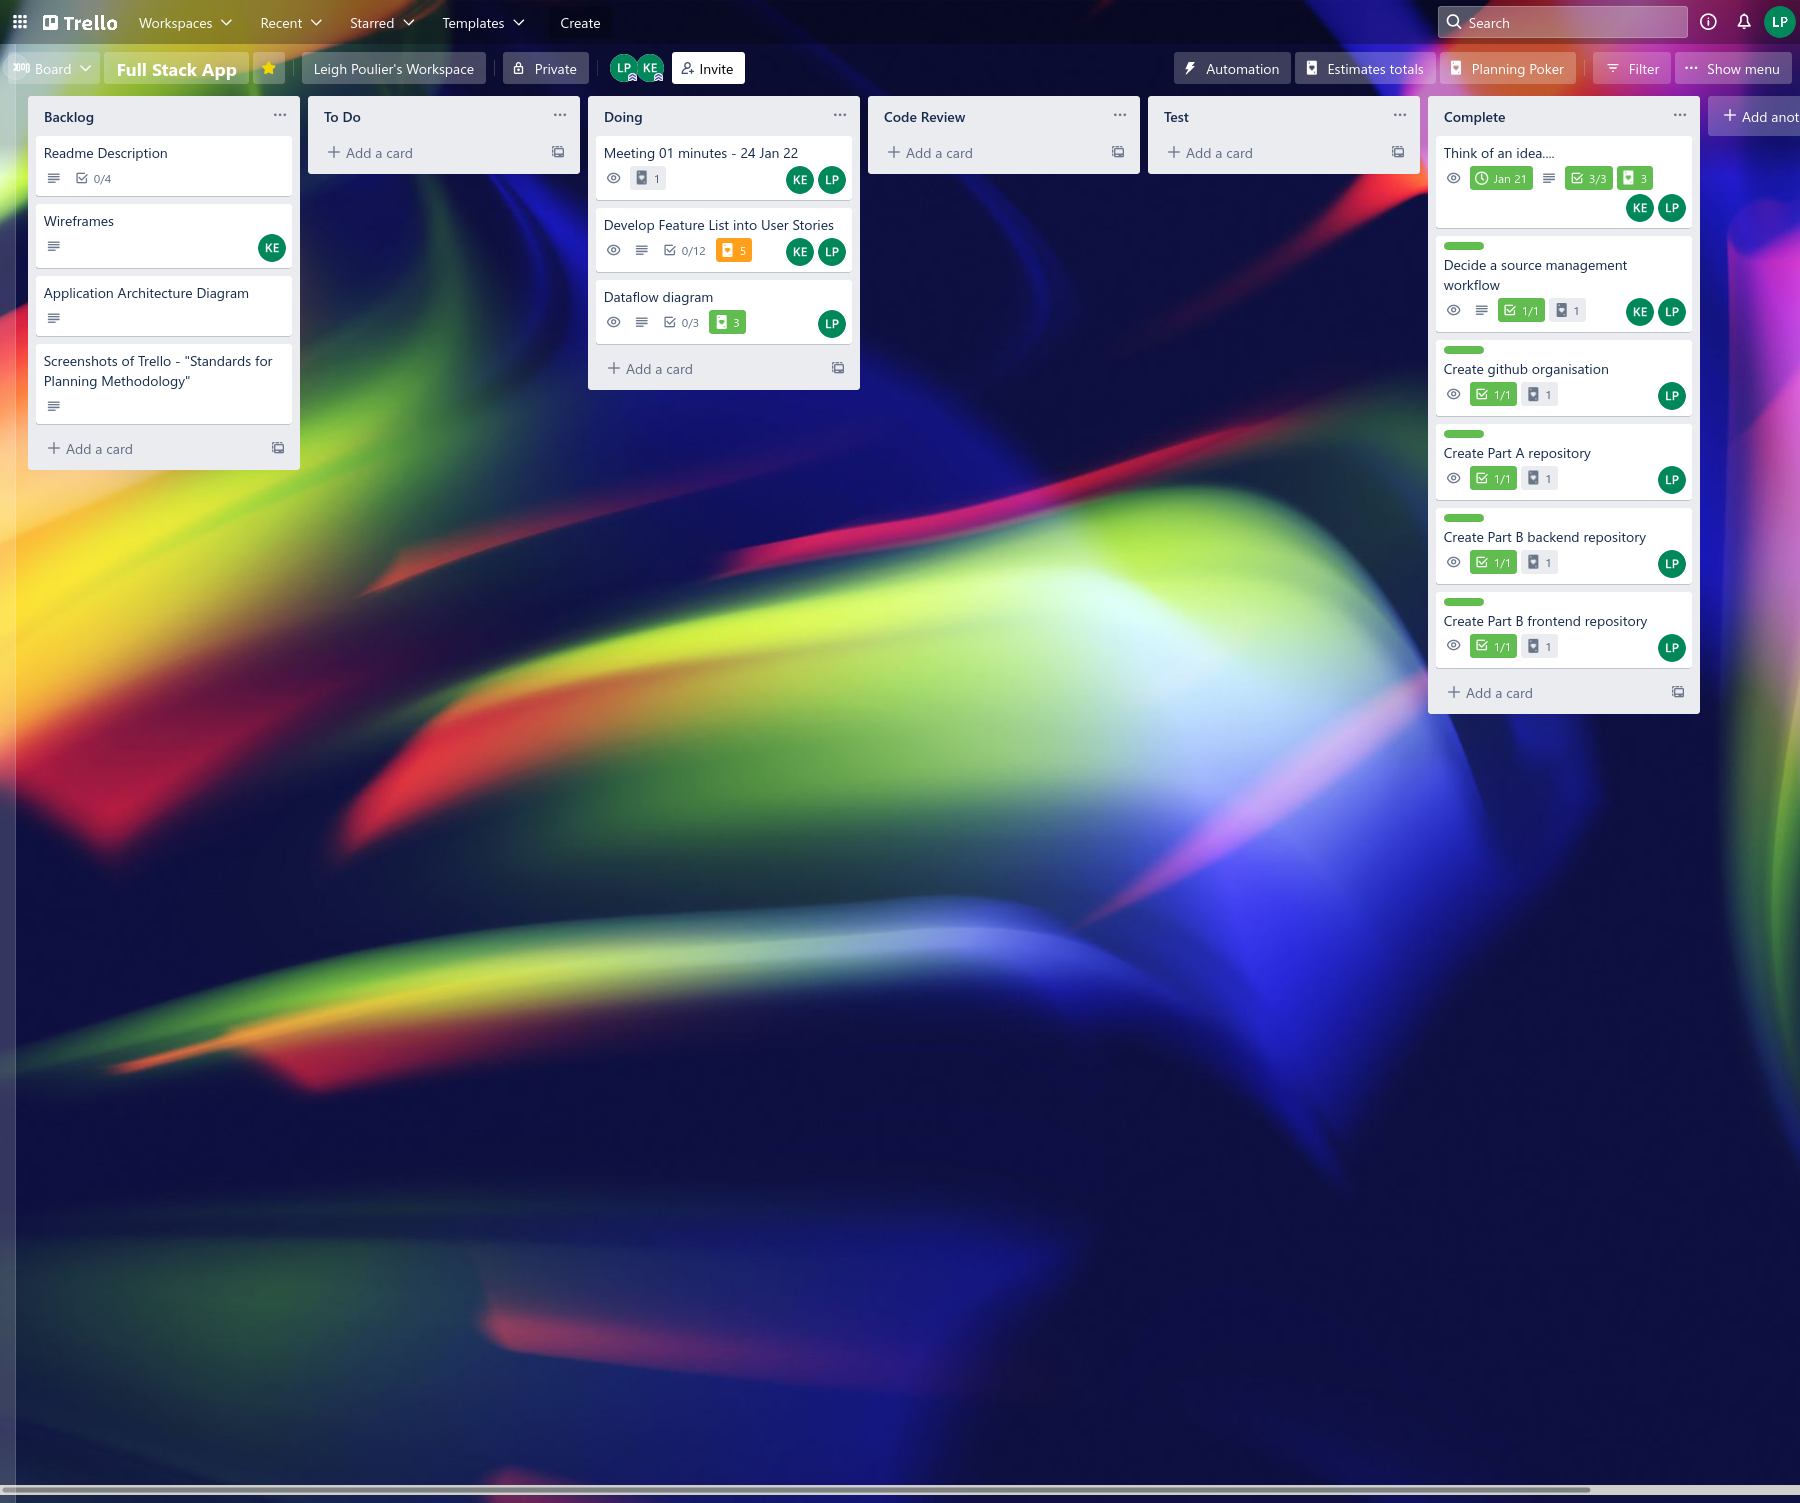 Trello
Workspaces
Recent
Starred
Templates
Create
Search
LP
Board
Full Stack App
Leigh Poulier's Workspace
Private
LP
KE
Invite
Automation
Estimates totals
Planning Poker
Filter
Show menu
Backlog
Readme Description
0/4
Wireframes
KE
Application Architecture Diagram
Screenshots of Trello - "Standards for
Planning Methodology"
Add a card
To Do
Add a card
Doing
Meeting 01 minutes - 24 Jan 22
1
KE LP
Develop Feature List into User Stories
0/12 5
KE LP
Dataflow diagram
0/3 3
LP
Add a card
Code Review
Add a card
Test
Add a card
Complete
Think of an idea....
Jan 21 3/3 3
KE LP
Decide a source management
workflow
1/1 1
KE LP
Create github organisation
1/1 1
LP
Create Part A repository
1/1 1
LP
Create Part B backend repository
1/1 1
LP
Create Part B frontend repository
1/1 1
LP
Add a card
Add anot